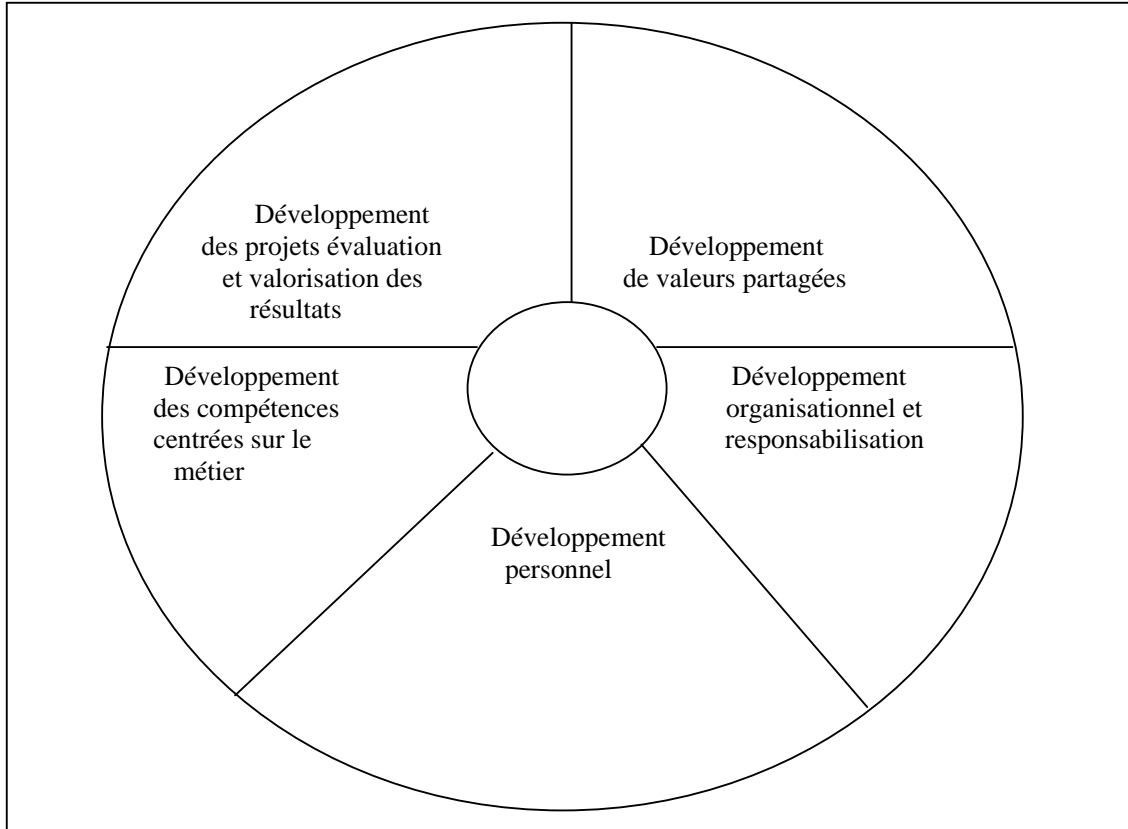 Développement
des projets évaluation
et valorisation des
résultats
Développement
de valeurs partagées
Développement
des compétences
centrées sur le
métier
Développement
organisationnel et
responsabilisation
Développement
personnel